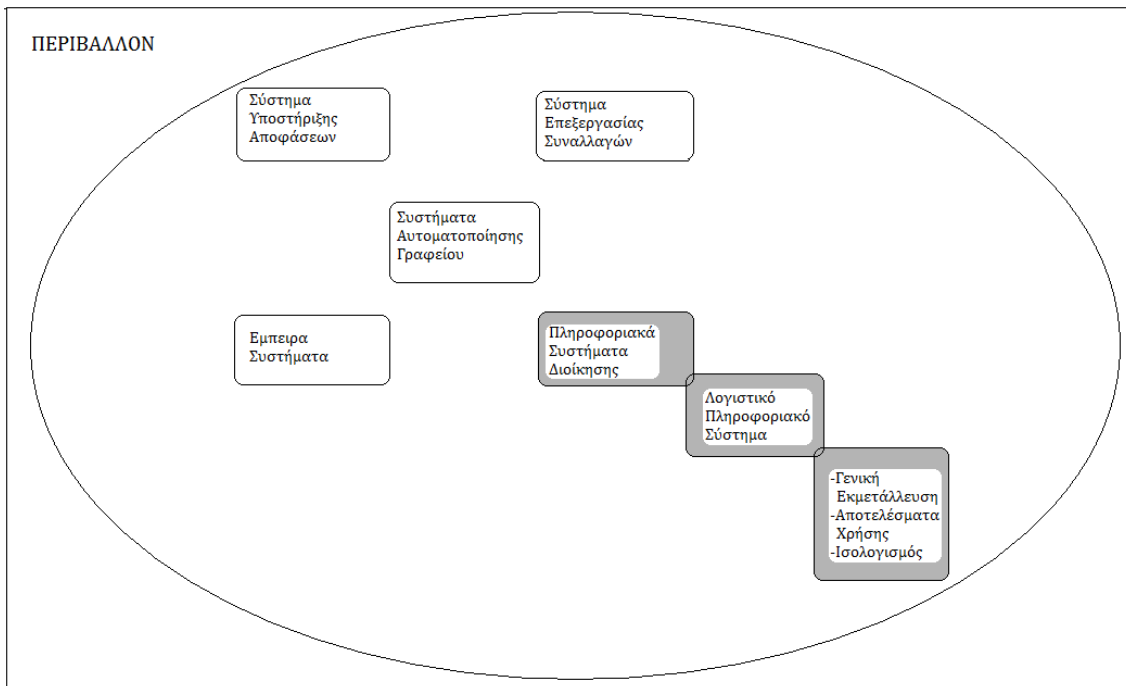 ΠΕΡΙΒΑΛΛΟΝ
Σύστημα
Υποστήριξης
Αποφάσεων
Σύστημα
Επεξεργασίας
Συναλλαγών
Συστήματα
Αυτοματοποίησης
Γραφείου
Εμπειρα
Συστήματα
Πληροφοριακά
Συστήματα
Διοίκησης
Λογιστικό
Πληροφοριακό
Σύστημα
-Γενική
Εκμετάλλευση
-Αποτελέσματα
Χρήσης
-Ισολογισμός